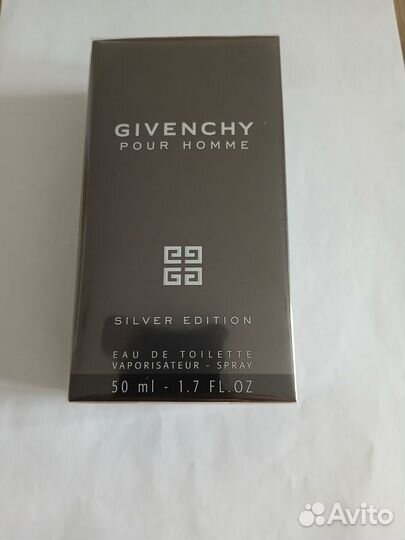 GIVENCHY
POUR HOMME
SILVER EDITION
EAU DE TOILETTE
VAPORISATEUR - SPRAY
50 ml - 1.7 FL.OZ
Avito